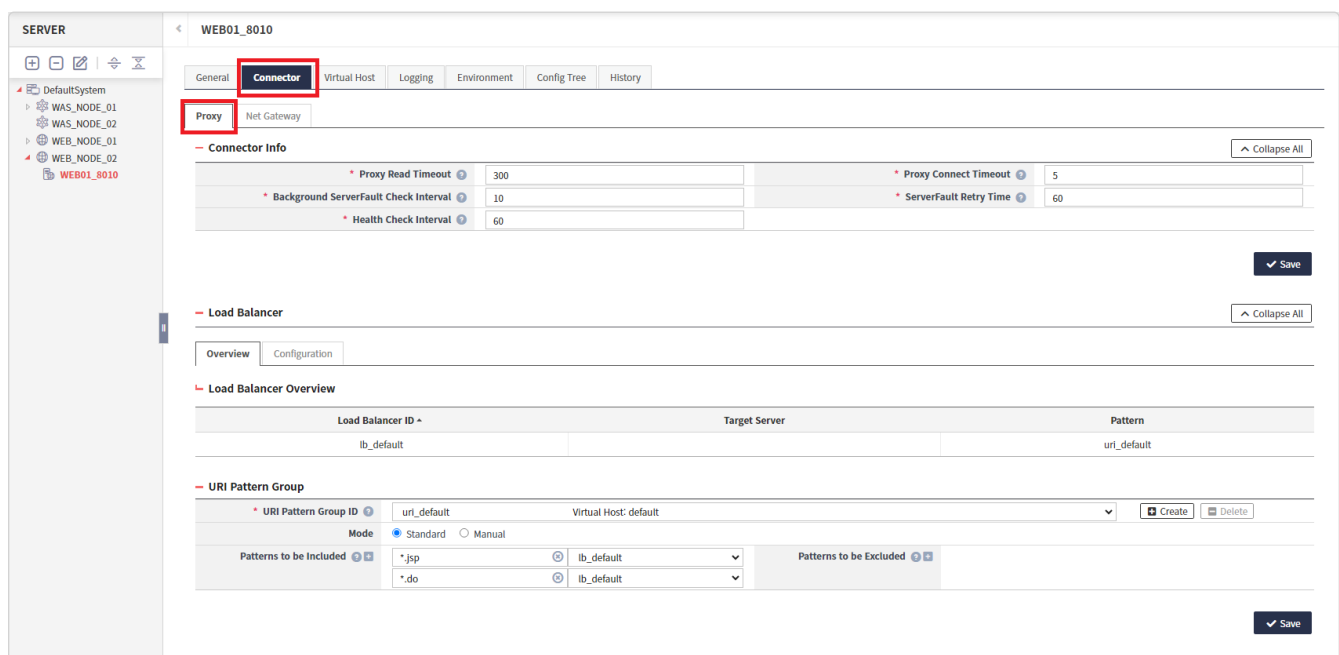 SERVER
WEB01_8010
General Connector Virtual Host Logging Environment Config Tree History
DefaultSystem
WAS_NODE_01
WAS_NODE_02
WEB_NODE_01
WEB_NODE_02
WEB01_8010
Proxy Net Gateway
Connector Info Collapse All
* Proxy Read Timeout 300 * Proxy Connect Timeout 5
* Background ServerFault Check Interval 10 * ServerFault Retry Time 60
* Health Check Interval 60
Save
Load Balancer Collapse All
Overview Configuration
Load Balancer Overview
Load Balancer ID Target Server Pattern
lb_default uri_default
URI Pattern Group
* URI Pattern Group ID uri_default Virtual Host: default Create Delete
Mode Standard Manual
Patterns to be Included *.jsp lb_default Patterns to be Excluded
*.do lb_default
Save